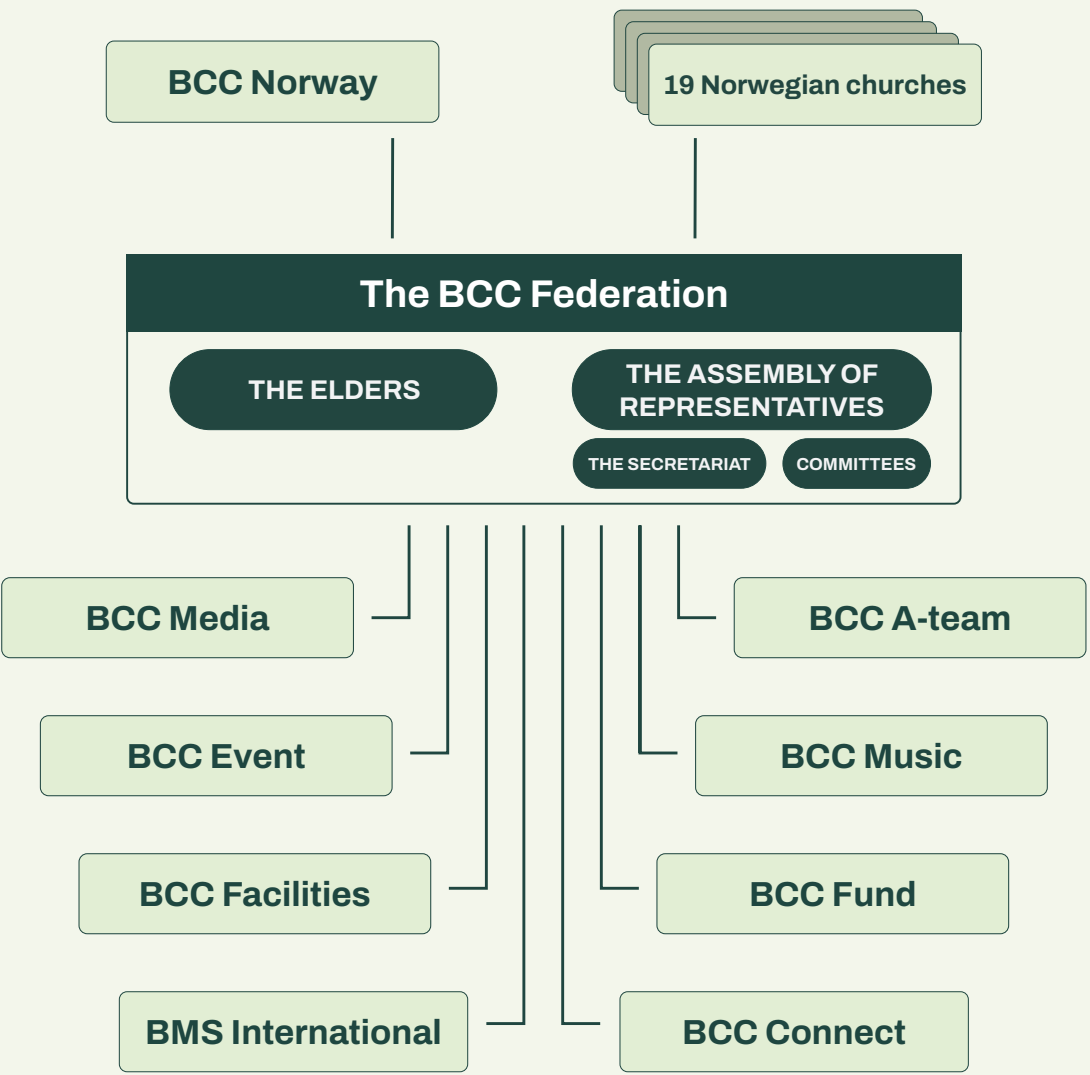 BCC Norway
19 Norwegian churches
The BCC Federation
THE ELDERS
THE ASSEMBLY OF
REPRESENTATIVES
THE SECRETARIAT
COMMITTEES
BCC Media
BCC A-team
BCC Event
BCC Music
BCC Facilities
BCC Fund
BMS International
BCC Connect